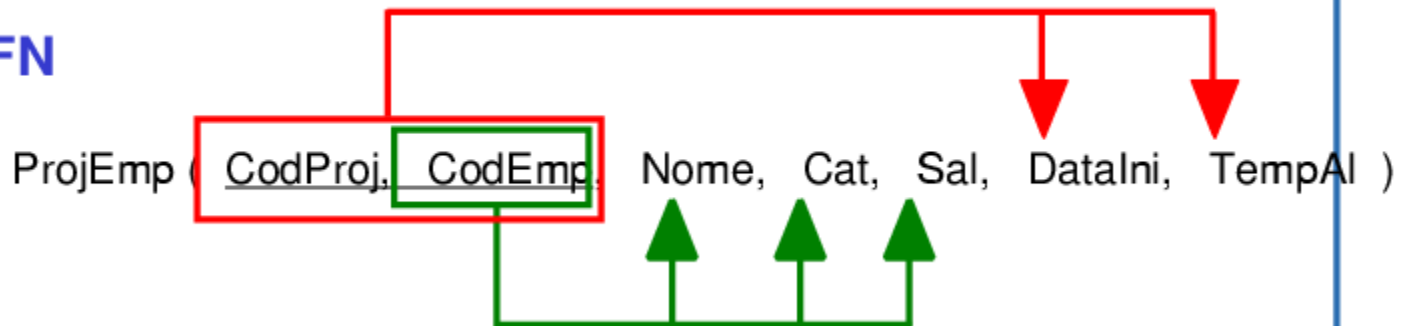 FN
ProjEmp ( CodProj, CodEmp, Nome, Cat, Sal, DataIni, TempAl )